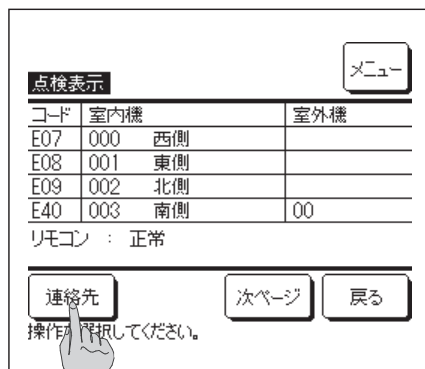 メニュー
点検表示
コード 室内機 室外機
E07 000 西側
E08 001 東側
E09 002 北側
E40 003 南側 00
リモコン : 正常
連絡先 次ページ 戻る
操作を選択してください。